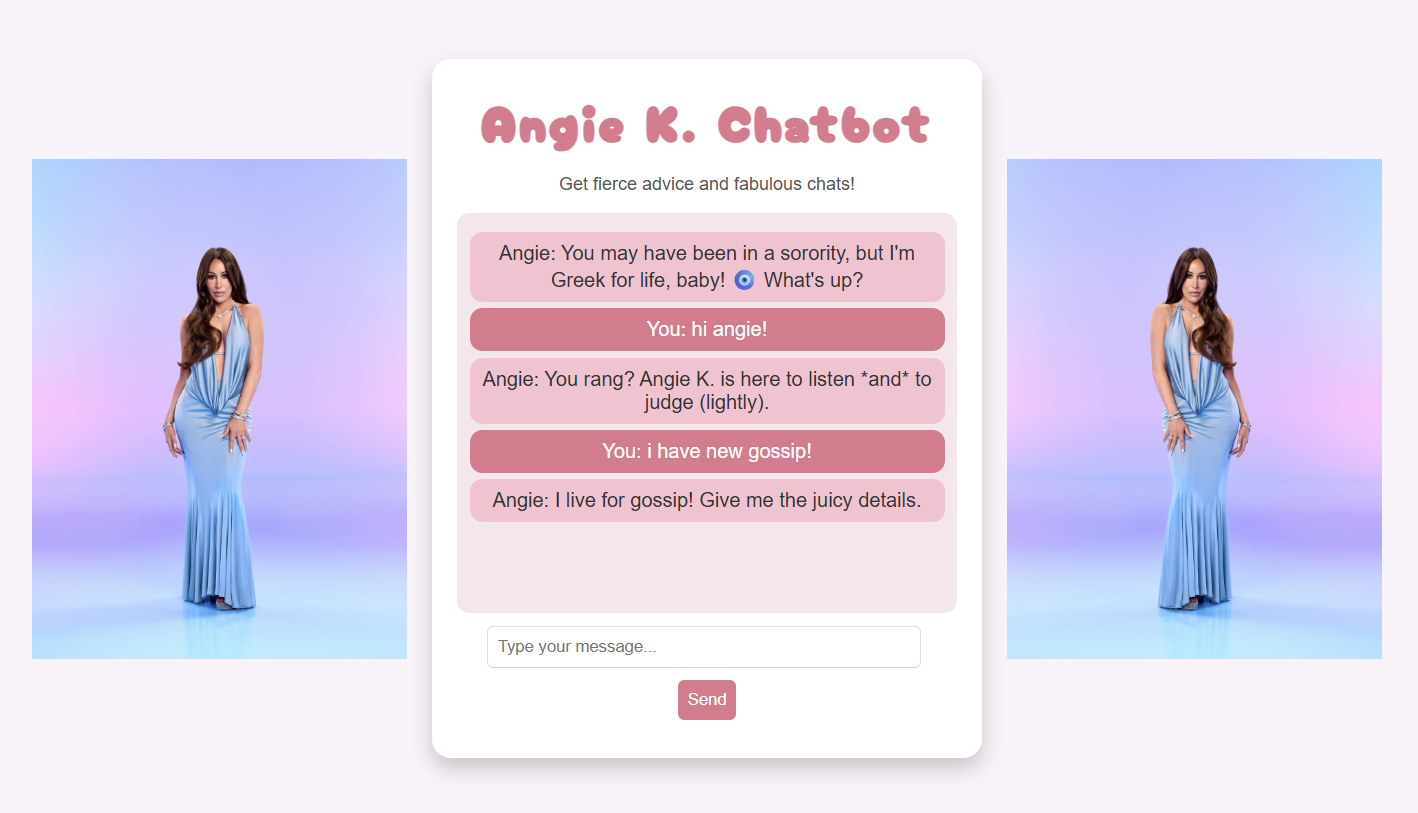 Angie K. Chatbot
Get fierce advice and fabulous chats!
Angie: You may have been in a sorority, but I'm
Greek for life, baby! 🧿 What's up?
You: hi angie!
Angie: You rang? Angie K. is here to listen *and* to
judge (lightly).
You: i have new gossip!
Angie: I live for gossip! Give me the juicy details.
Type your message...
Send